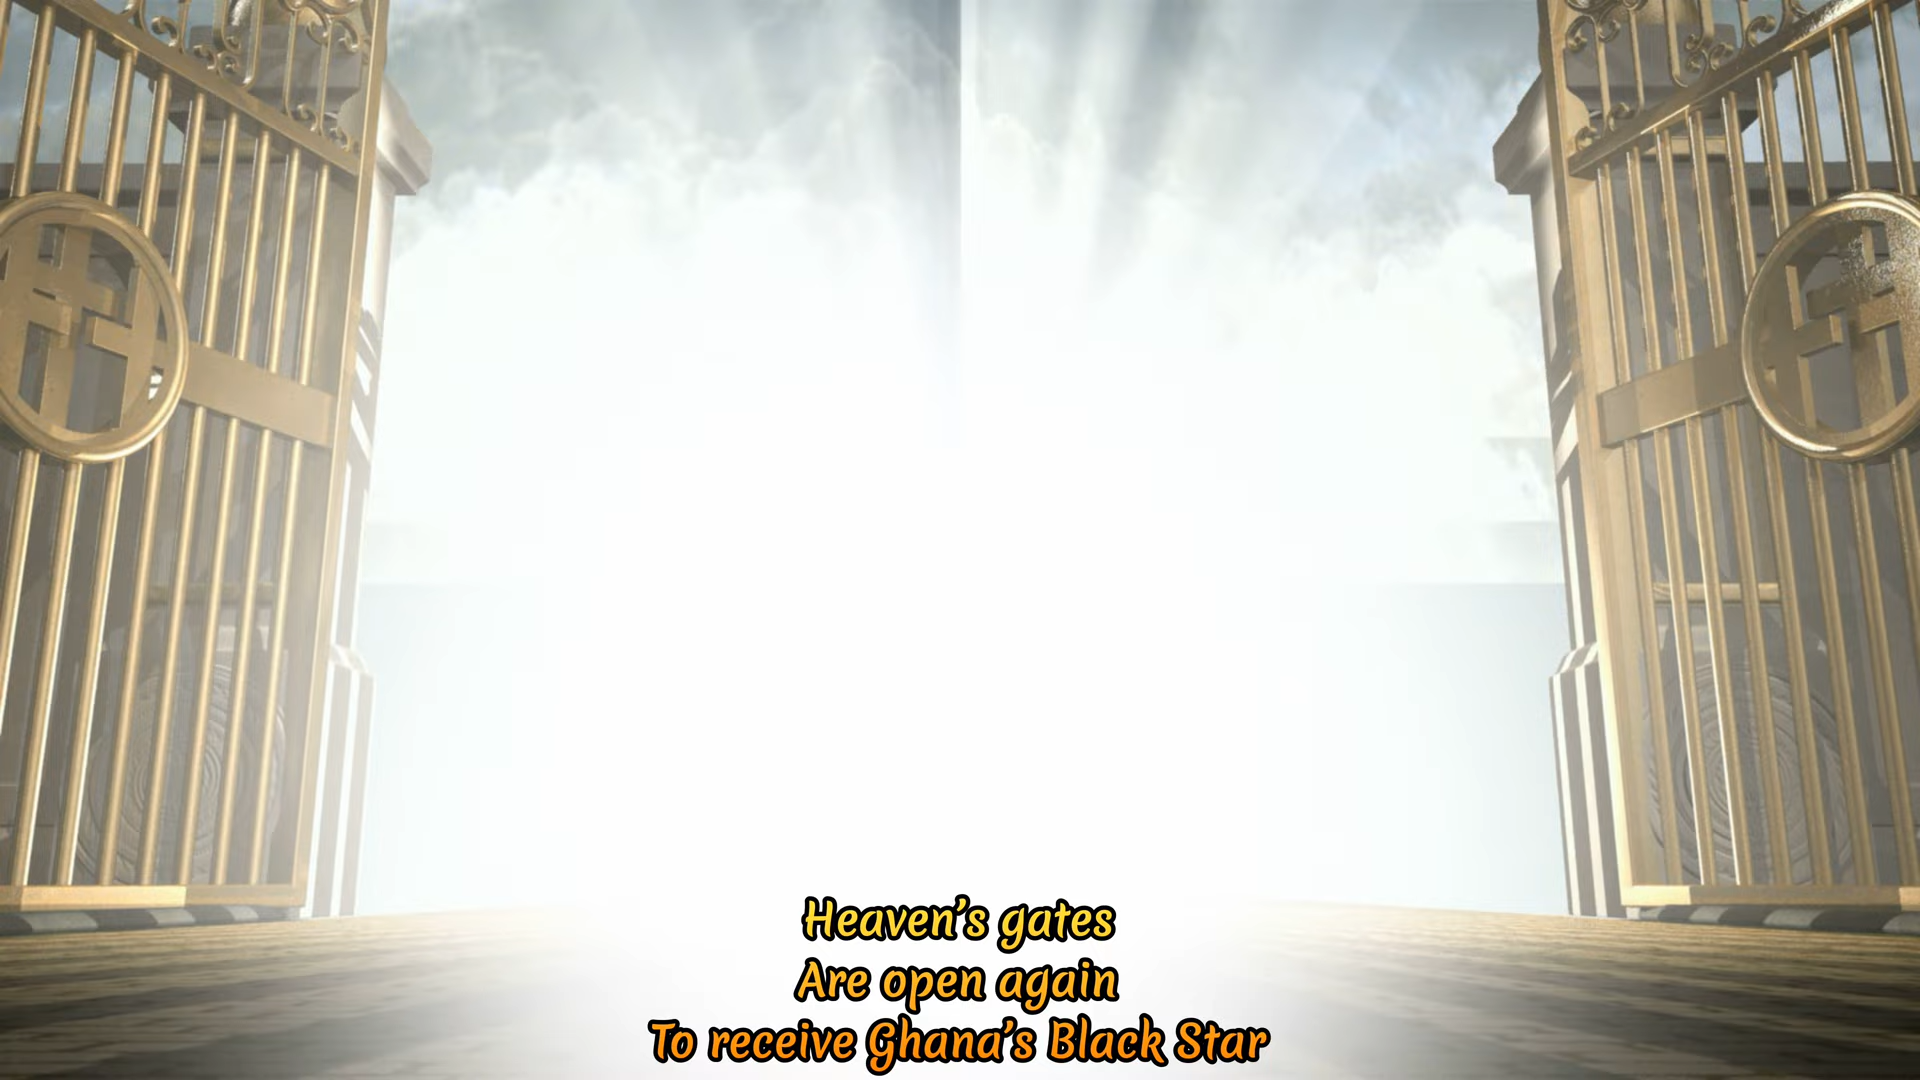 Heaven’s gates
Are open again
To receive Ghana’s Black Star